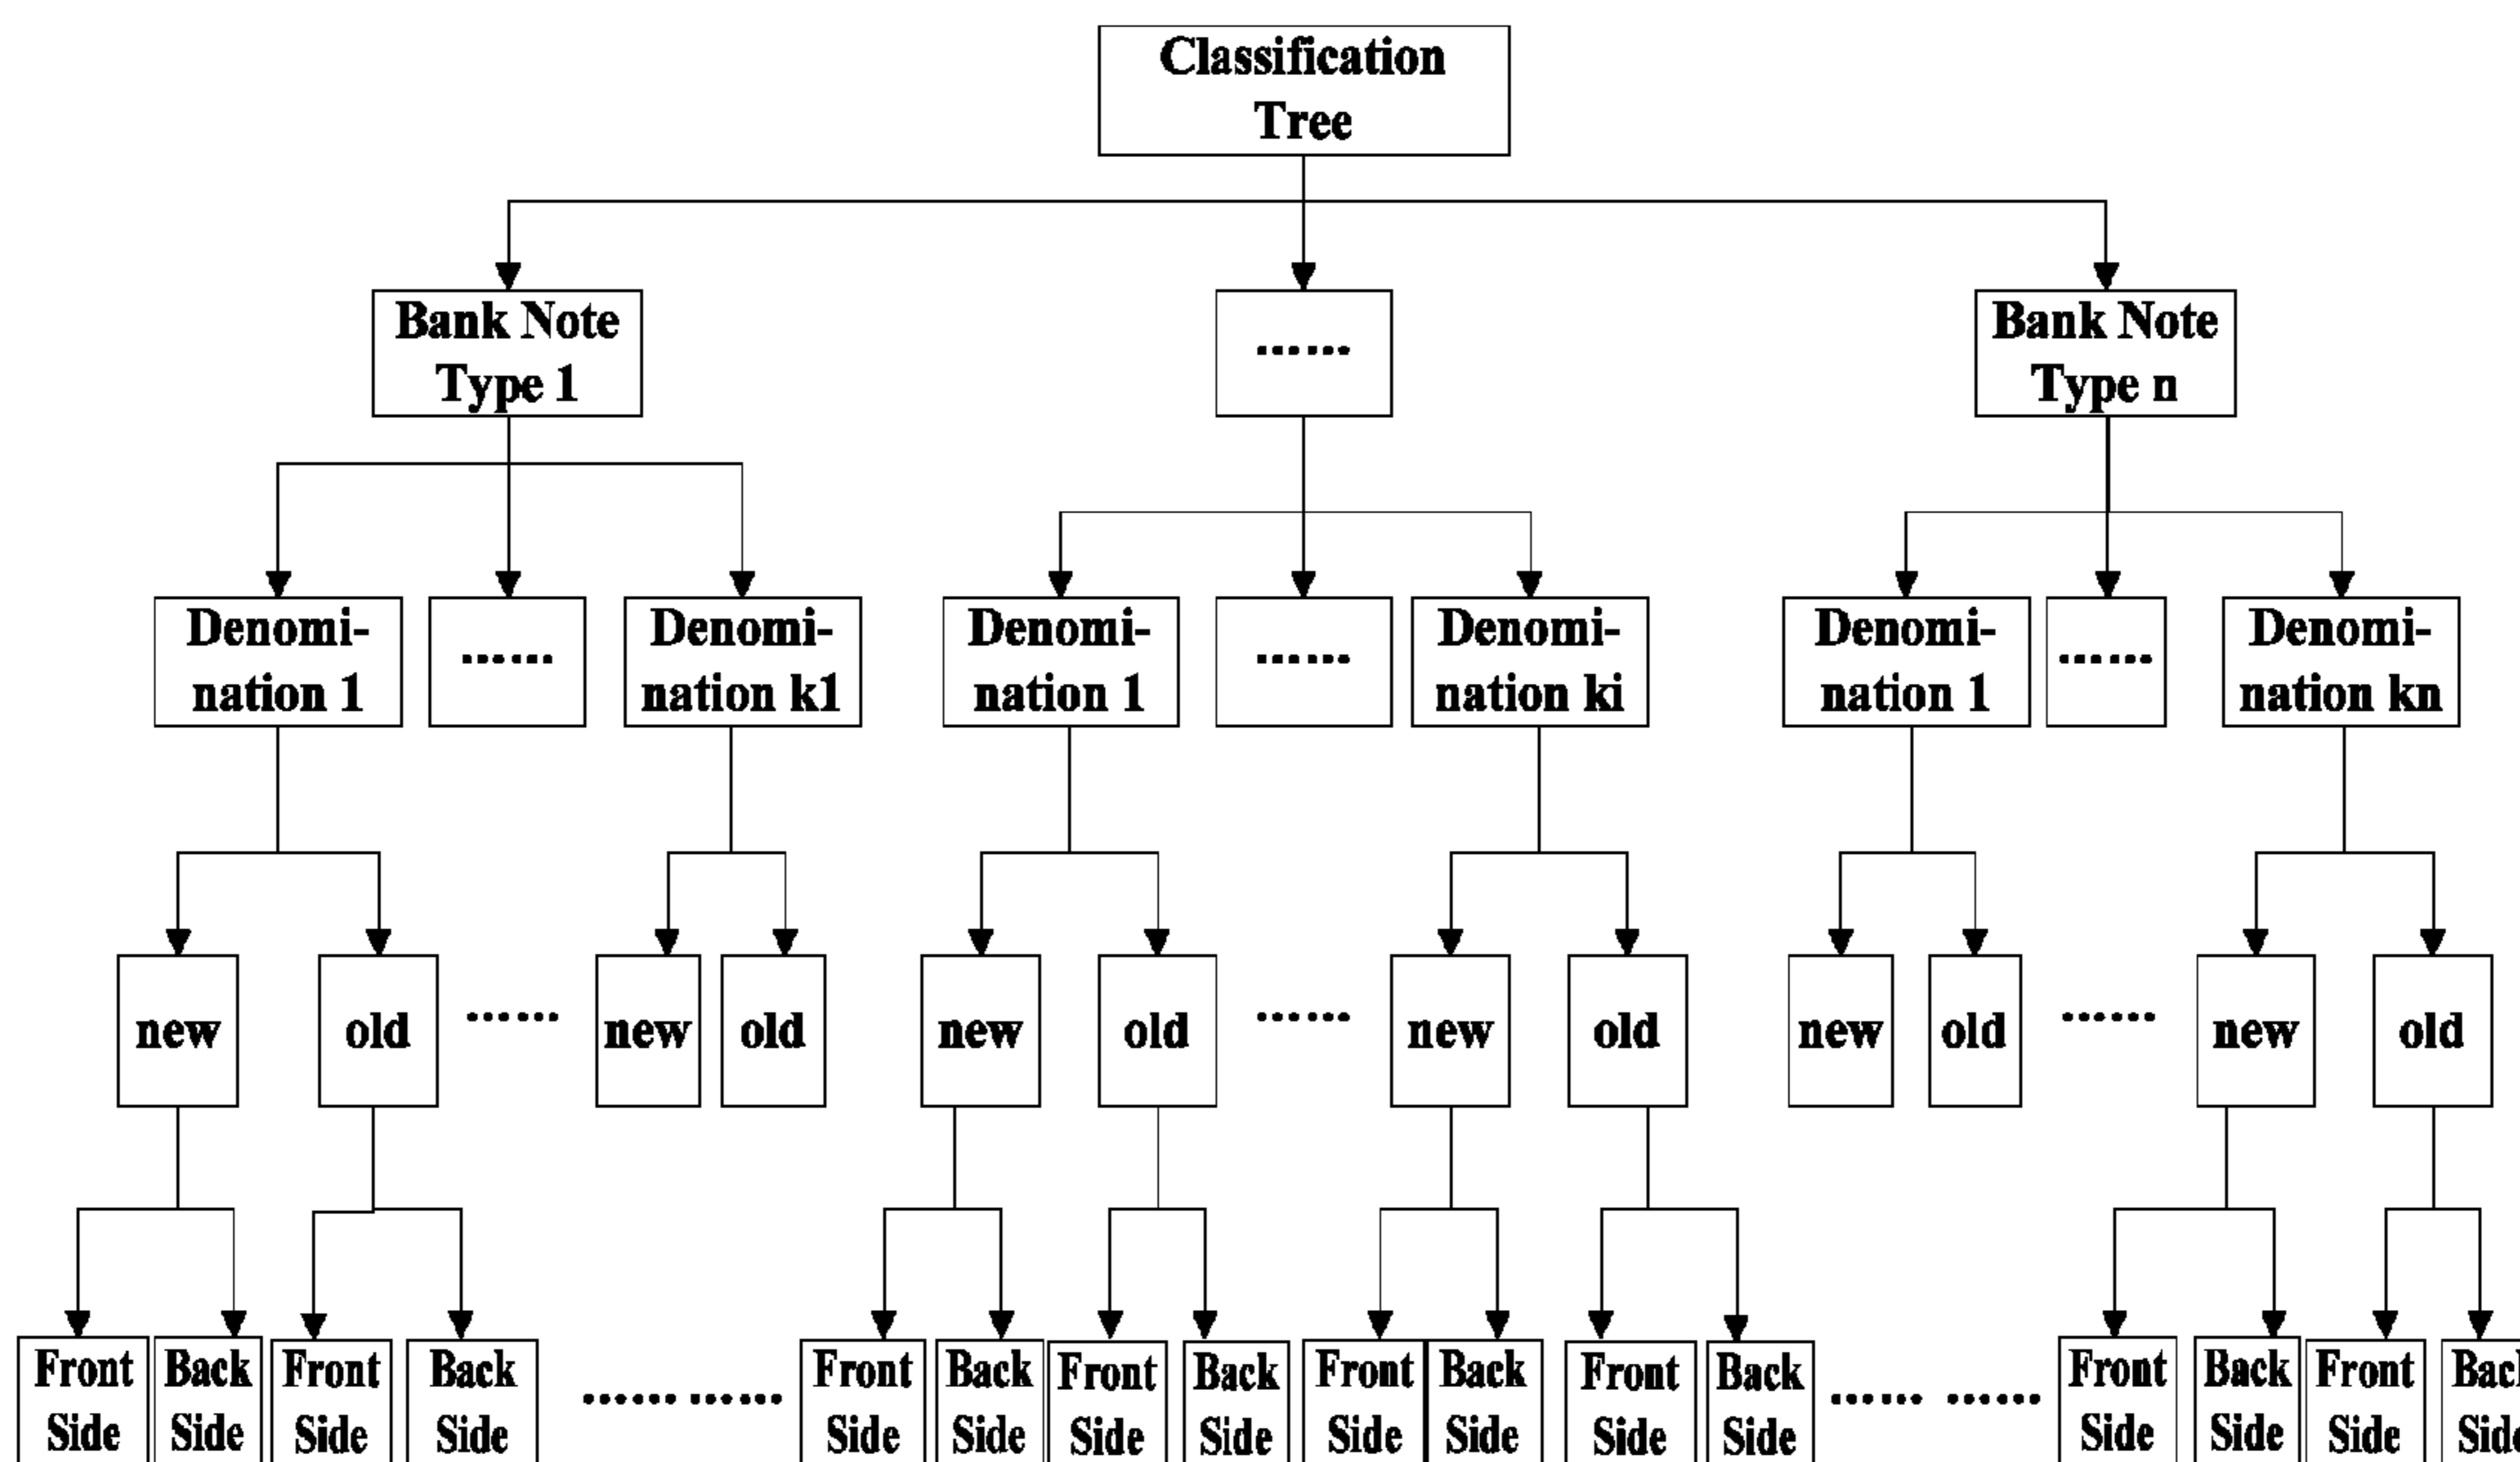 Classification
Tree
Bank Note
Type 1
......
Bank Note
Type n
Denomi-
nation 1
......
Denomi-
nation k1
Denomi-
nation 1
......
Denomi-
nation ki
Denomi-
nation 1
......
Denomi-
nation kn
new
old
......
new
old
new
old
......
new
old
new
old
......
new
old
Front
Side
Back
Side
Front
Side
Back
Side
...... ......
Front
Side
Back
Side
Front
Side
Back
Side
Front
Side
Back
Side
Front
Side
Back
Side
...... ......
Front
Side
Back
Side
Front
Side
Back
Side